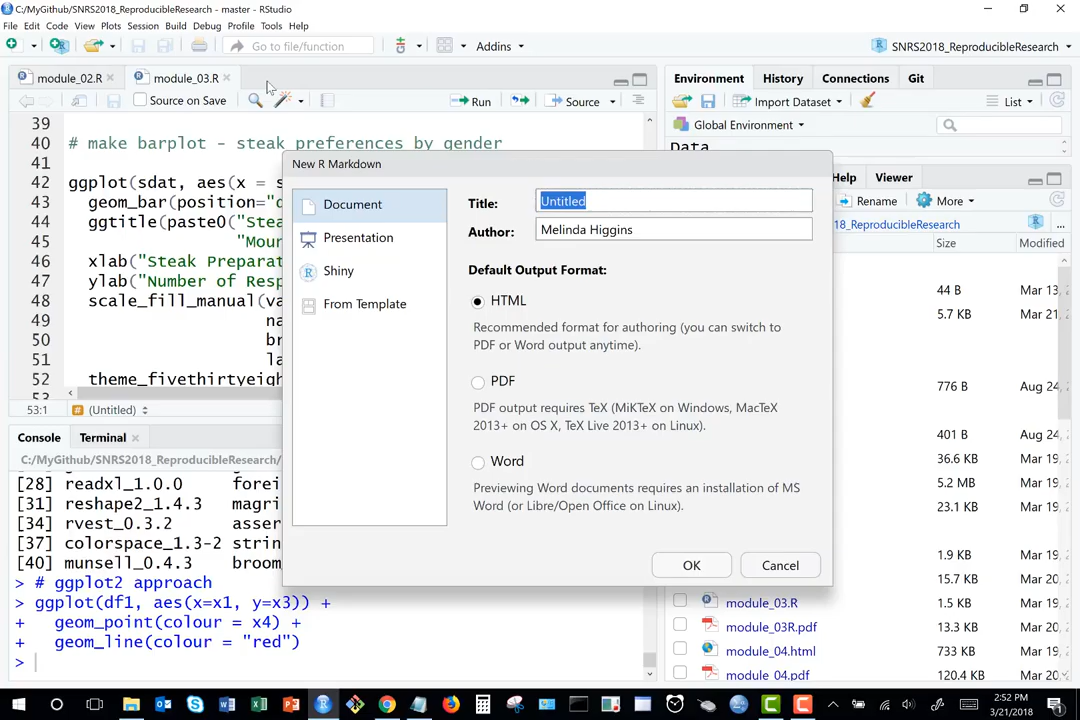 C:/MyGithub/SNRS2018_ReproducibleResearch - master - RStudio
File Edit Code View Plots Session Build Debug Profile Tools Help
Go to file/function
Addins
SNRS2018_ReproducibleResearch
module_02.R
module_03.R
Source on Save
Run
Source
39
40 # make barplot - steak preferences by gender
41
42 ggplot(sdat, aes(x = s
43 geom_bar(position="d
44 ggtitle(paste0("Stea
45 "Mour
46 xlab("Steak Preparat
47 ylab("Number of Resp
48 scale_fill_manual(va
49 na
50 br
51 la
52 theme_fivethirtyeigh
53
53:1
(Untitled)
Console
Terminal
C:/MyGithub/SNRS2018_ReproducibleResearch/
[28] readxl_1.0.0 forei
[31] reshape2_1.4.3 magri
[34] rvest_0.3.2 asser
[37] colorspace_1.3-2 strin
[40] munsell_0.4.3 broom
> # ggplot2 approach
> ggplot(df1, aes(x=x1, y=x3)) +
+ geom_point(colour = x4) +
+ geom_line(colour = "red")
>
New R Markdown
Document
Presentation
Shiny
From Template
Title:
Untitled
Author:
Melinda Higgins
Default Output Format:
HTML
Recommended format for authoring (you can switch to
PDF or Word output anytime).
PDF
PDF output requires TeX (MiKTeX on Windows, MacTeX
2013+ on OS X, TeX Live 2013+ on Linux).
Word
Previewing Word documents requires an installation of MS
Word (or Libre/Open Office on Linux).
OK
Cancel
Environment
History
Connections
Git
Import Dataset
List
Global Environment
Data
Help
Viewer
Rename
More
18_ReproducibleResearch
...
Size
Modified
44 B Mar 13,
5.7 KB Mar 21,
776 B Aug 24,
401 B Aug 24,
36.6 KB Mar 19,
5.2 MB Mar 19,
23.1 KB Mar 19,
1.9 KB Mar 19,
15.7 KB Mar 20,
module_03.R 1.5 KB Mar 19,
module_03R.pdf 13.3 KB Mar 20,
module_04.html 733 KB Mar 19,
module_04.pdf 120.4 KB Mar 20,
2:52 PM
3/21/2018